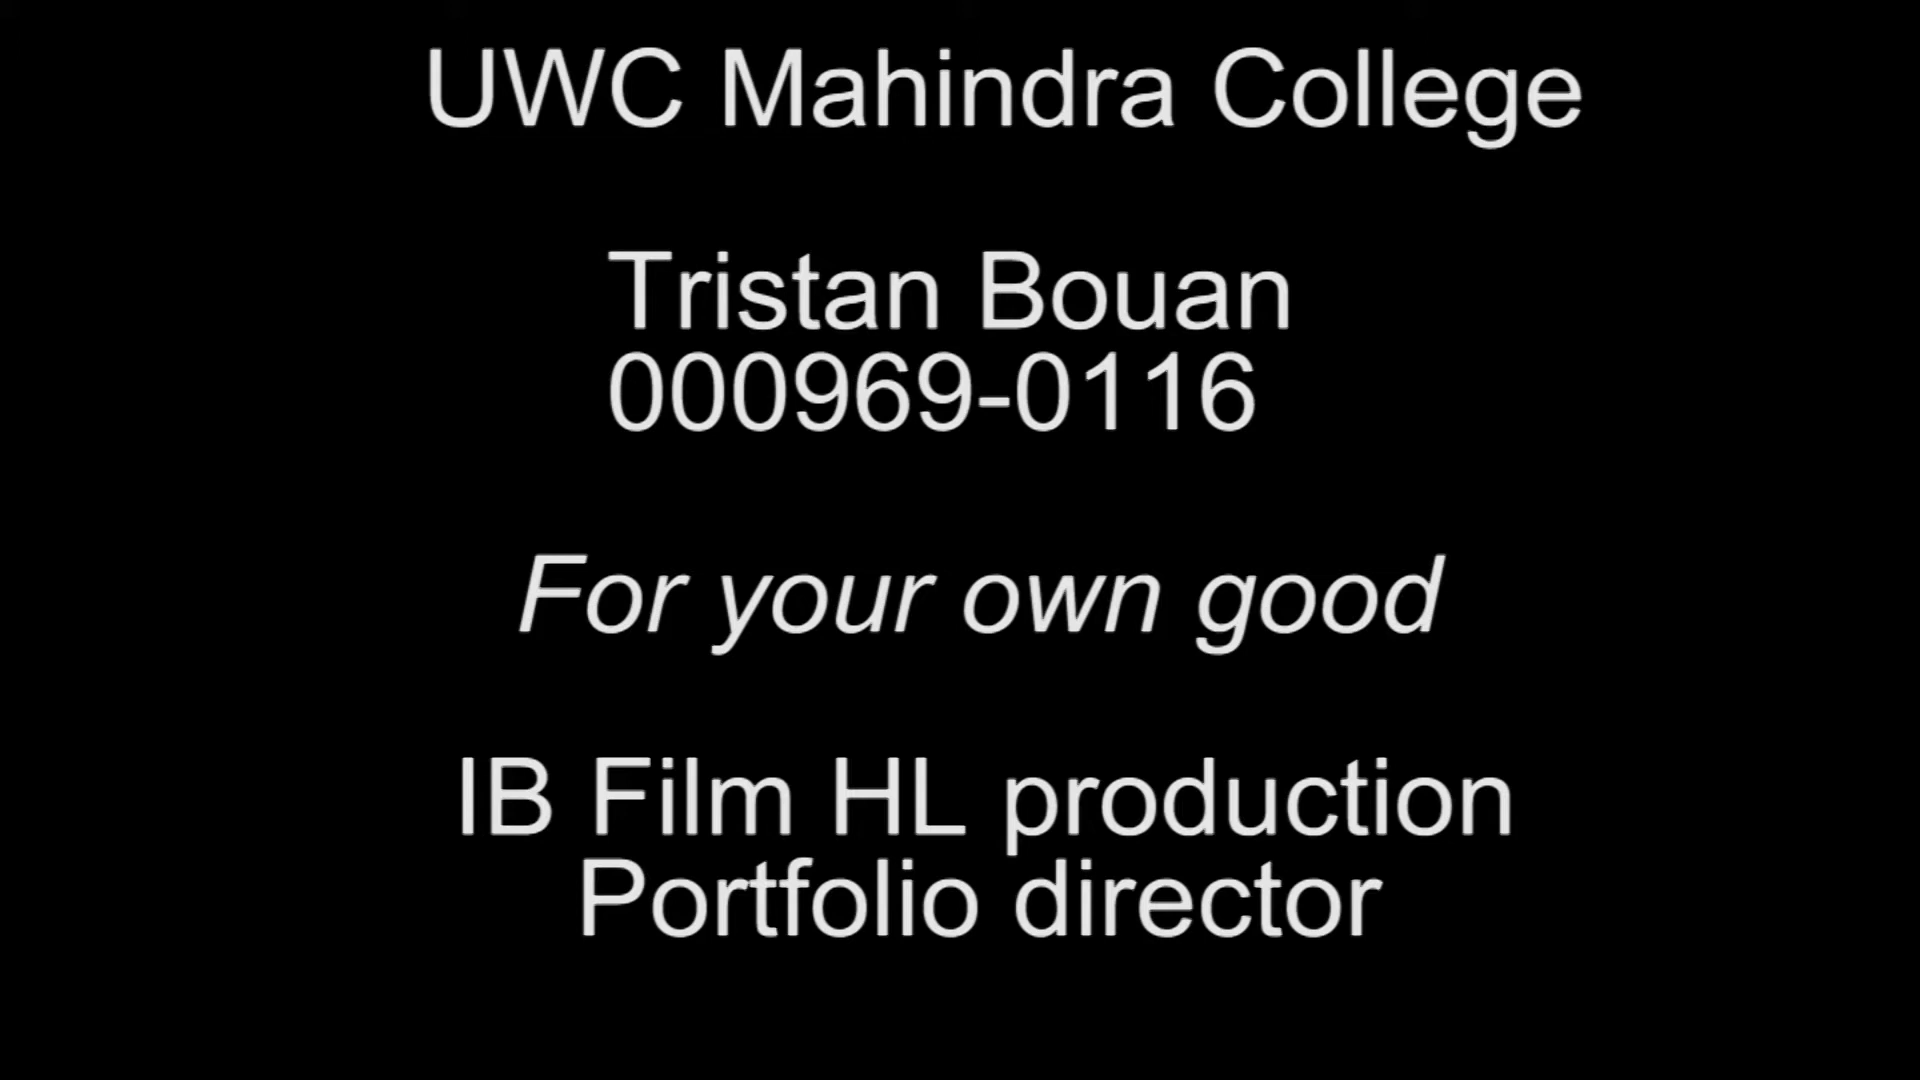 UWC Mahindra College
Tristan Bouan
000969-0116
For your own good
IB Film HL production
Portfolio director